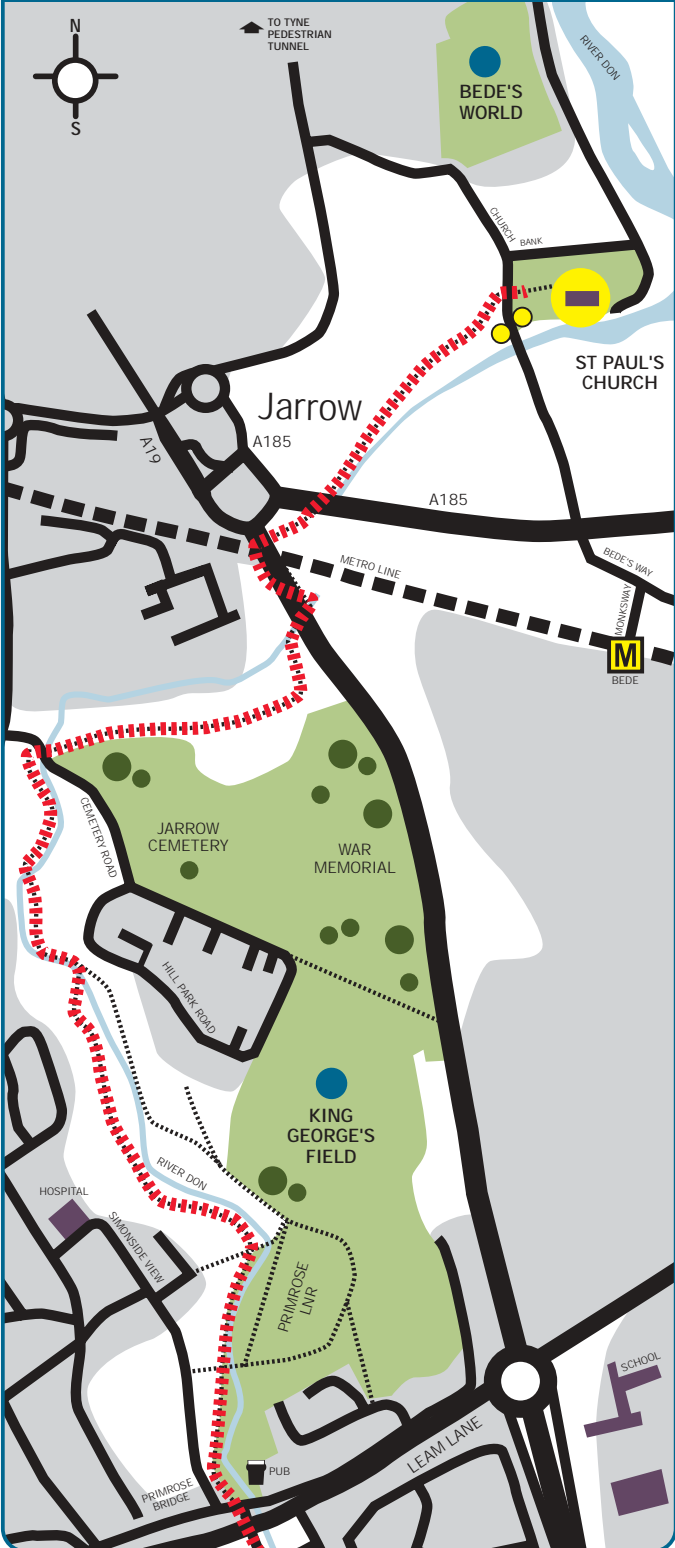 N
S
TO TYNE
PEDESTRIAN
TUNNEL
RIVER DON
BEDE'S
WORLD
CHURCH
BANK
ST PAUL'S
CHURCH
Jarrow
A19
A185
A185
METRO LINE
BEDE'S WAY
MONKSWAY
M
BEDE
CEMETERY ROAD
JARROW
CEMETERY
WAR
MEMORIAL
HILL PARK ROAD
KING
GEORGE'S
FIELD
RIVER DON
HOSPITAL
SIMONSIDE VIEW
PRIMROSE
LNR
SCHOOL
LEAM LANE
PUB
PRIMROSE
BRIDGE